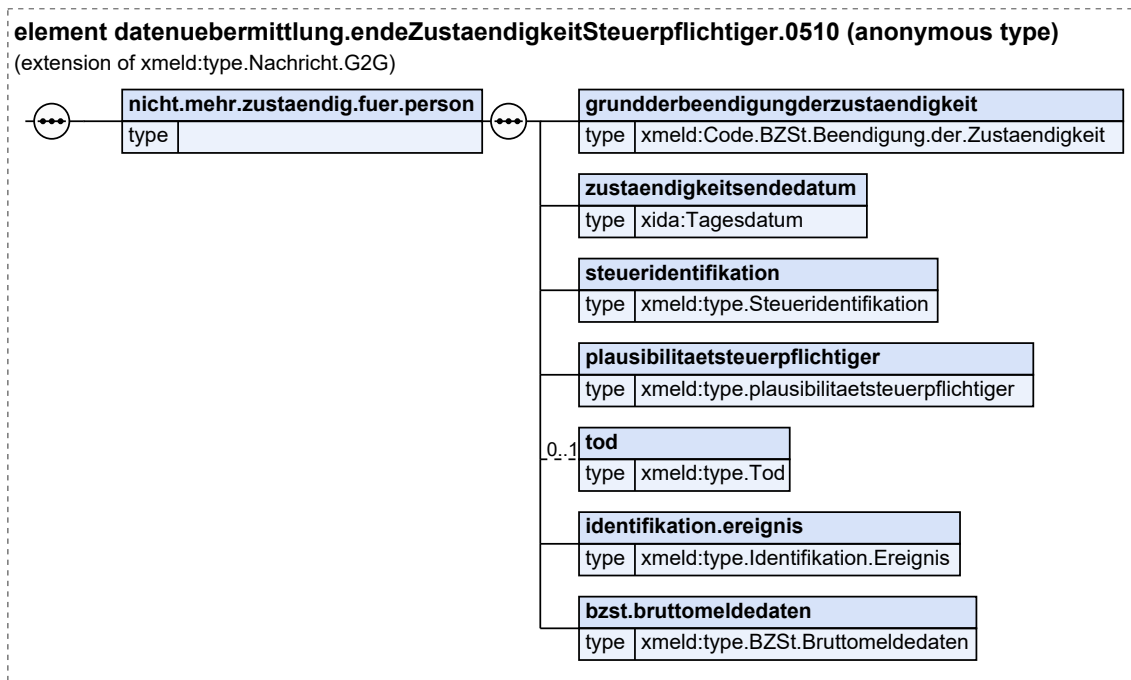 element datenuebermittlung.endeZustaendigkeitSteuerpflichtiger.0510 (anonymous type)
(extension of xmeld:type.Nachricht.G2G)
nicht.mehr.zustaendig.fuer.person
type
grundderbeendigungderzustaendigkeit
type xmeld:Code.BZSt.Beendigung.der.Zustaendigkeit
zustaendigkeitsendedatum
type xida:Tagesdatum
steueridentifikation
type xmeld:type.Steueridentifikation
plausibilitaetsteuerpflichtiger
type xmeld:type.plausibilitaetsteuerpflichtiger
0..1
tod
type xmeld:type.Tod
identifikation.ereignis
type xmeld:type.Identifikation.Ereignis
bzst.bruttomeldedaten
type xmeld:type.BZSt.Bruttomeldedaten